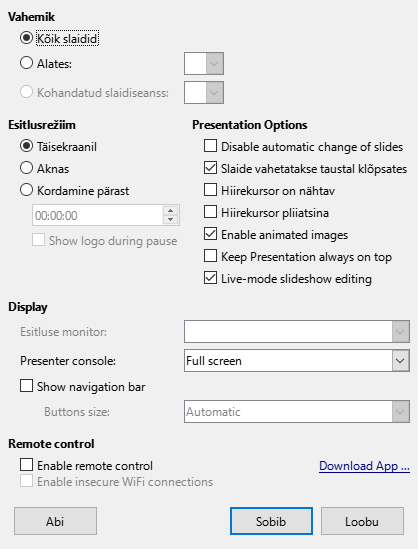 Vahemik
Kõik slaidid
Alates:
Kohandatud slaidiseanss:
Esitlusrežiim
Täisekraanil
Aknas
Kordamine pärast
00:00:00
Show logo during pause
Presentation Options
Disable automatic change of slides
Slaide vahetatakse taustal klõpsates
Hiirekursor on nähtav
Hiirekursor pliiatsina
Enable animated images
Keep Presentation always on top
Live-mode slideshow editing
Display
Esitluse monitor:
Presenter console: Full screen
Show navigation bar
Buttons size: Automatic
Remote control
Enable remote control Download App ...
Enable insecure WiFi connections
Abi Sobib Loobu